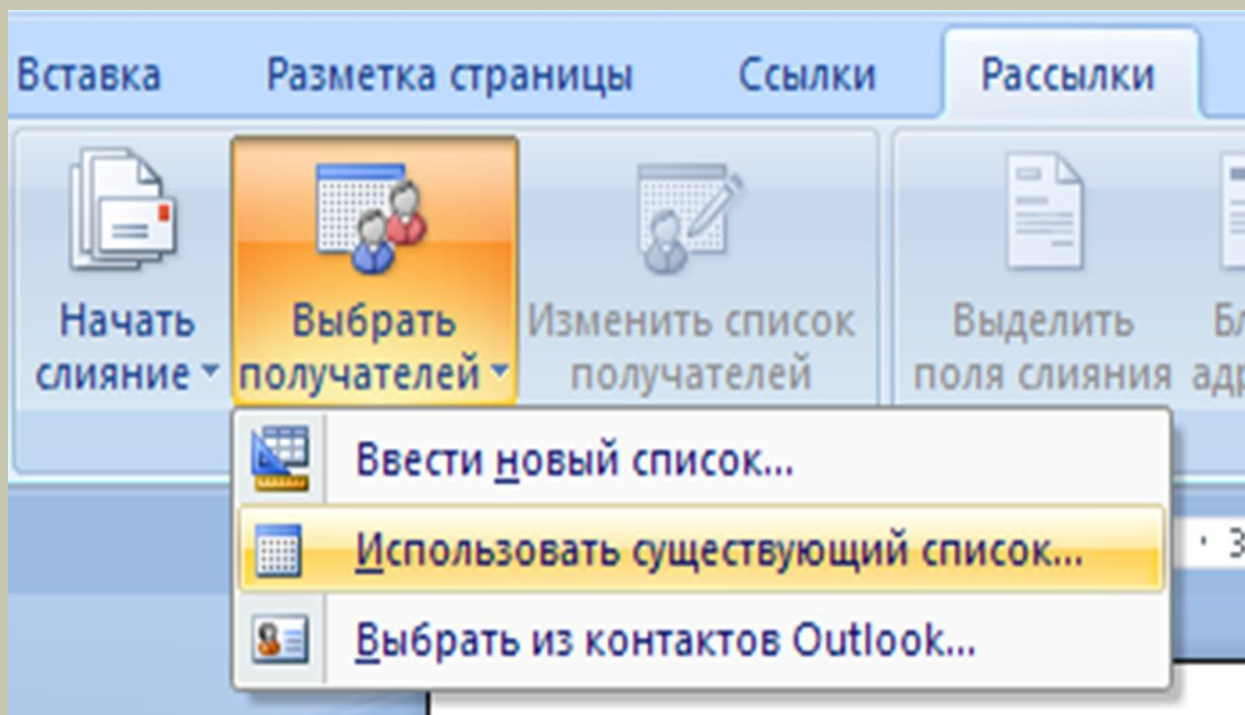 Вставка Разметка страницы Ссылки Рассылки
Начать слияние
Выбрать получателей
Изменить список получателей
Выделить поля слияния
Ввести новый список...
Использовать существующий список...
Выбрать из контактов Outlook...